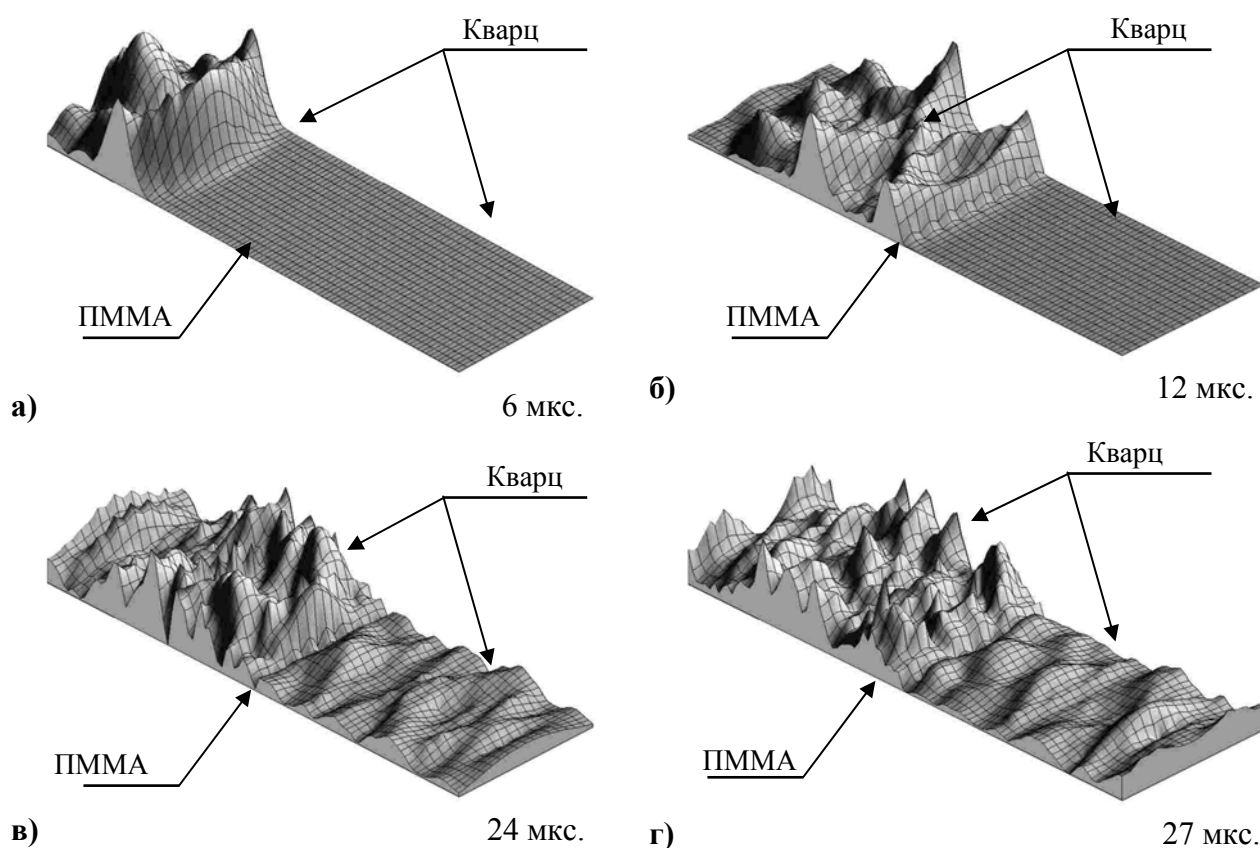 Кварц
ПММА
а)
6 мкс.
Кварц
ПММА
б)
12 мкс.
Кварц
ПММА
в)
24 мкс.
Кварц
ПММА
г)
27 мкс.